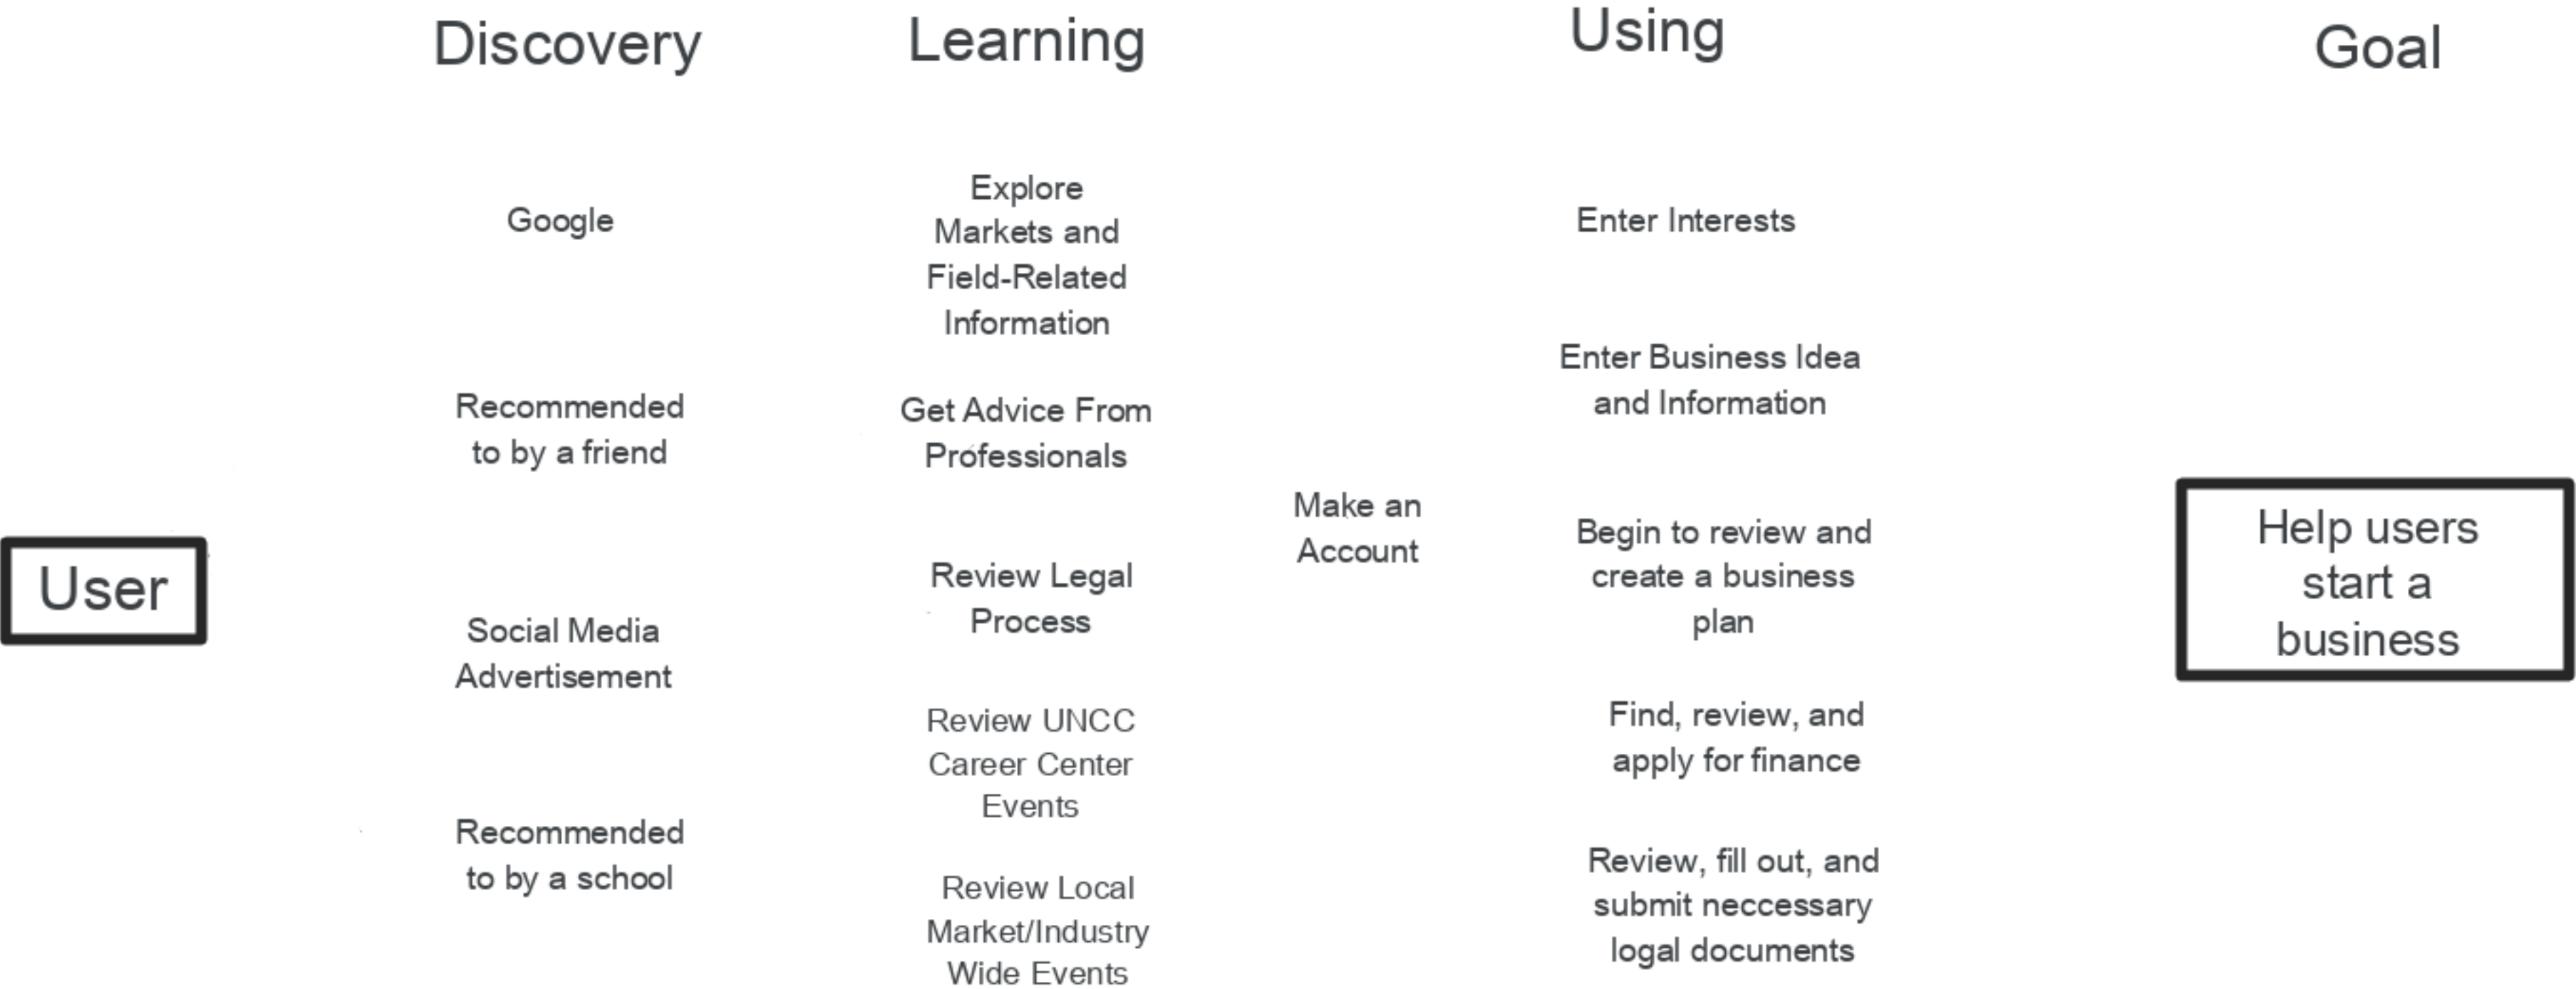 Discovery
Learning
Using
Goal
User
Google
Recommended
to by a friend
Social Media
Advertisement
Recommended
to by a school
Explore
Markets and
Field-Related
Information
Get Advice From
Professionals
Review Legal
Process
Review UNCC
Career Center
Events
Review Local
Market/Industry
Wide Events
Make an
Account
Enter Interests
Enter Business Idea
and Information
Begin to review and
create a business
plan
Find, review, and
apply for finance
Review, fill out, and
submit neccessary
logal documents
Help users
start a
business